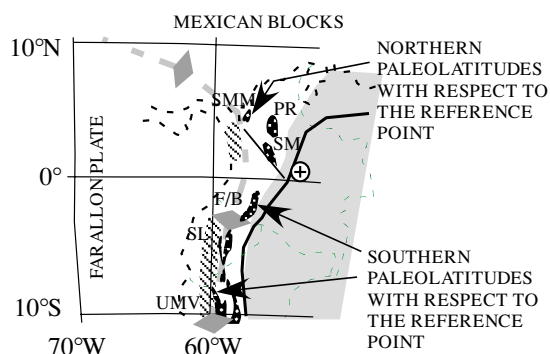 MEXICAN BLOCKS
10°N
NORTHERN
PALEOLATITUDES
WITH RESPECT TO
THE REFERENCE
POINT
SMM
PR
SM
FARALLON PLATE
0°
F/B
SL
SOUTHERN
PALEOLATITUDES
WITH RESPECT TO
THE REFERENCE
POINT
UMV
10°S
70°W
60°W